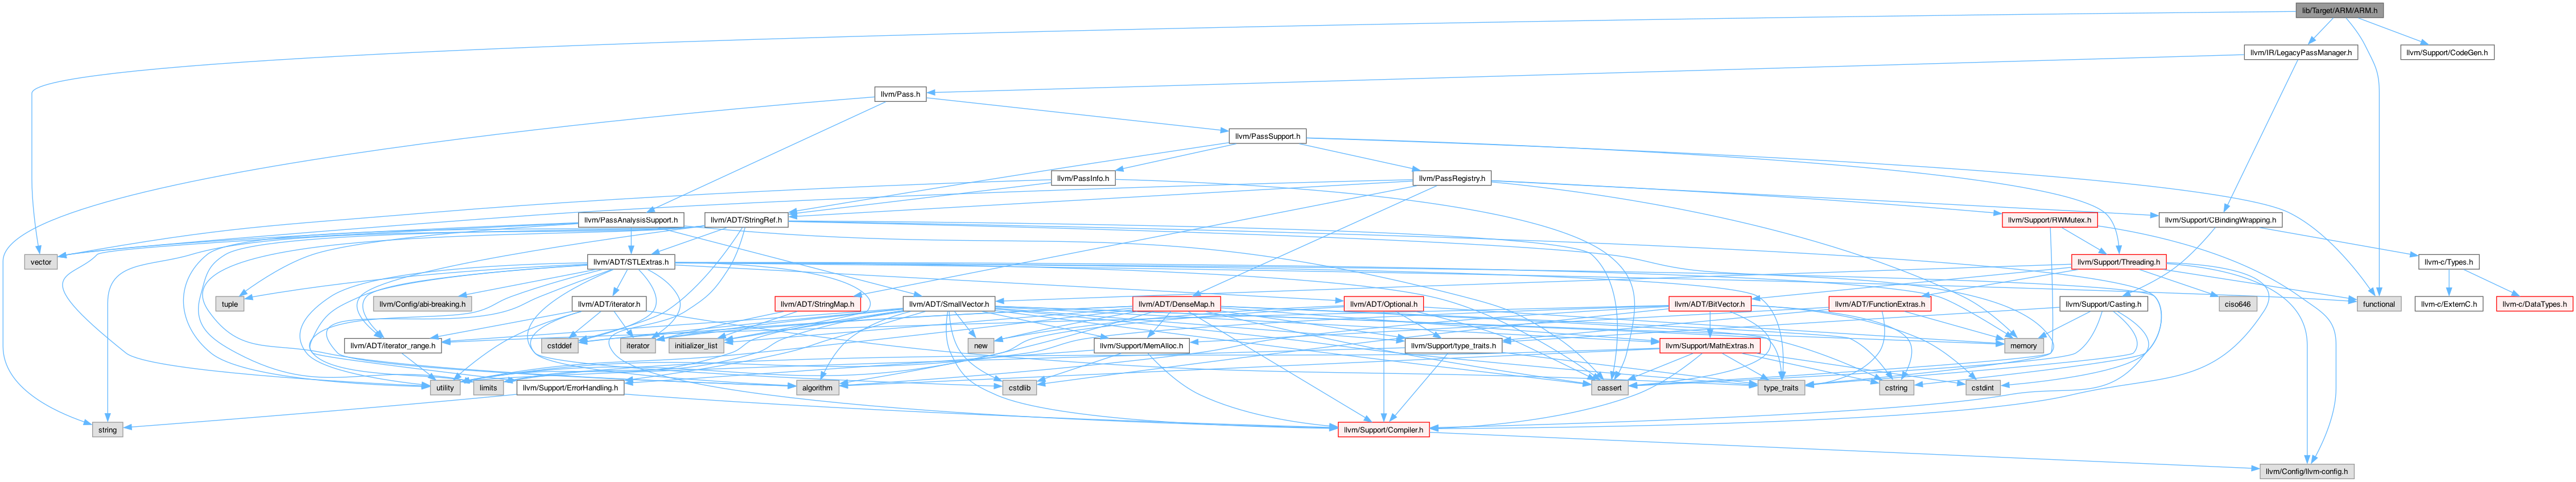 lib/Target/ARM/ARM.h
llvm/IR/LegacyPassManager.h
llvm/Support/CodeGen.h
llvm/Pass.h
llvm/PassSupport.h
llvm/PassInfo.h
llvm/PassRegistry.h
llvm/PassAnalysisSupport.h
llvm/ADT/StringRef.h
llvm/Support/RWMutex.h
llvm/Support/CBindingWrapping.h
vector
llvm/ADT/STLExtras.h
llvm/Support/Threading.h
llvm-c/Types.h
tuple
llvm/Config/abi-breaking.h
llvm/ADT/iterator.h
llvm/ADT/StringMap.h
llvm/ADT/SmallVector.h
llvm/ADT/DenseMap.h
llvm/ADT/Optional.h
llvm/ADT/BitVector.h
llvm/ADT/FunctionExtras.h
llvm/Support/Casting.h
ciso646
functional
llvm-c/ExternC.h
llvm-c/DataTypes.h
llvm/ADT/iterator_range.h
cstddef
iterator
initializer_list
new
llvm/Support/MemAlloc.h
llvm/Support/type_traits.h
llvm/Support/MathExtras.h
memory
utility
limits
llvm/Support/ErrorHandling.h
algorithm
cstdlib
cassert
type_traits
cstring
cstdint
string
llvm/Support/Compiler.h
llvm/Config/llvm-config.h